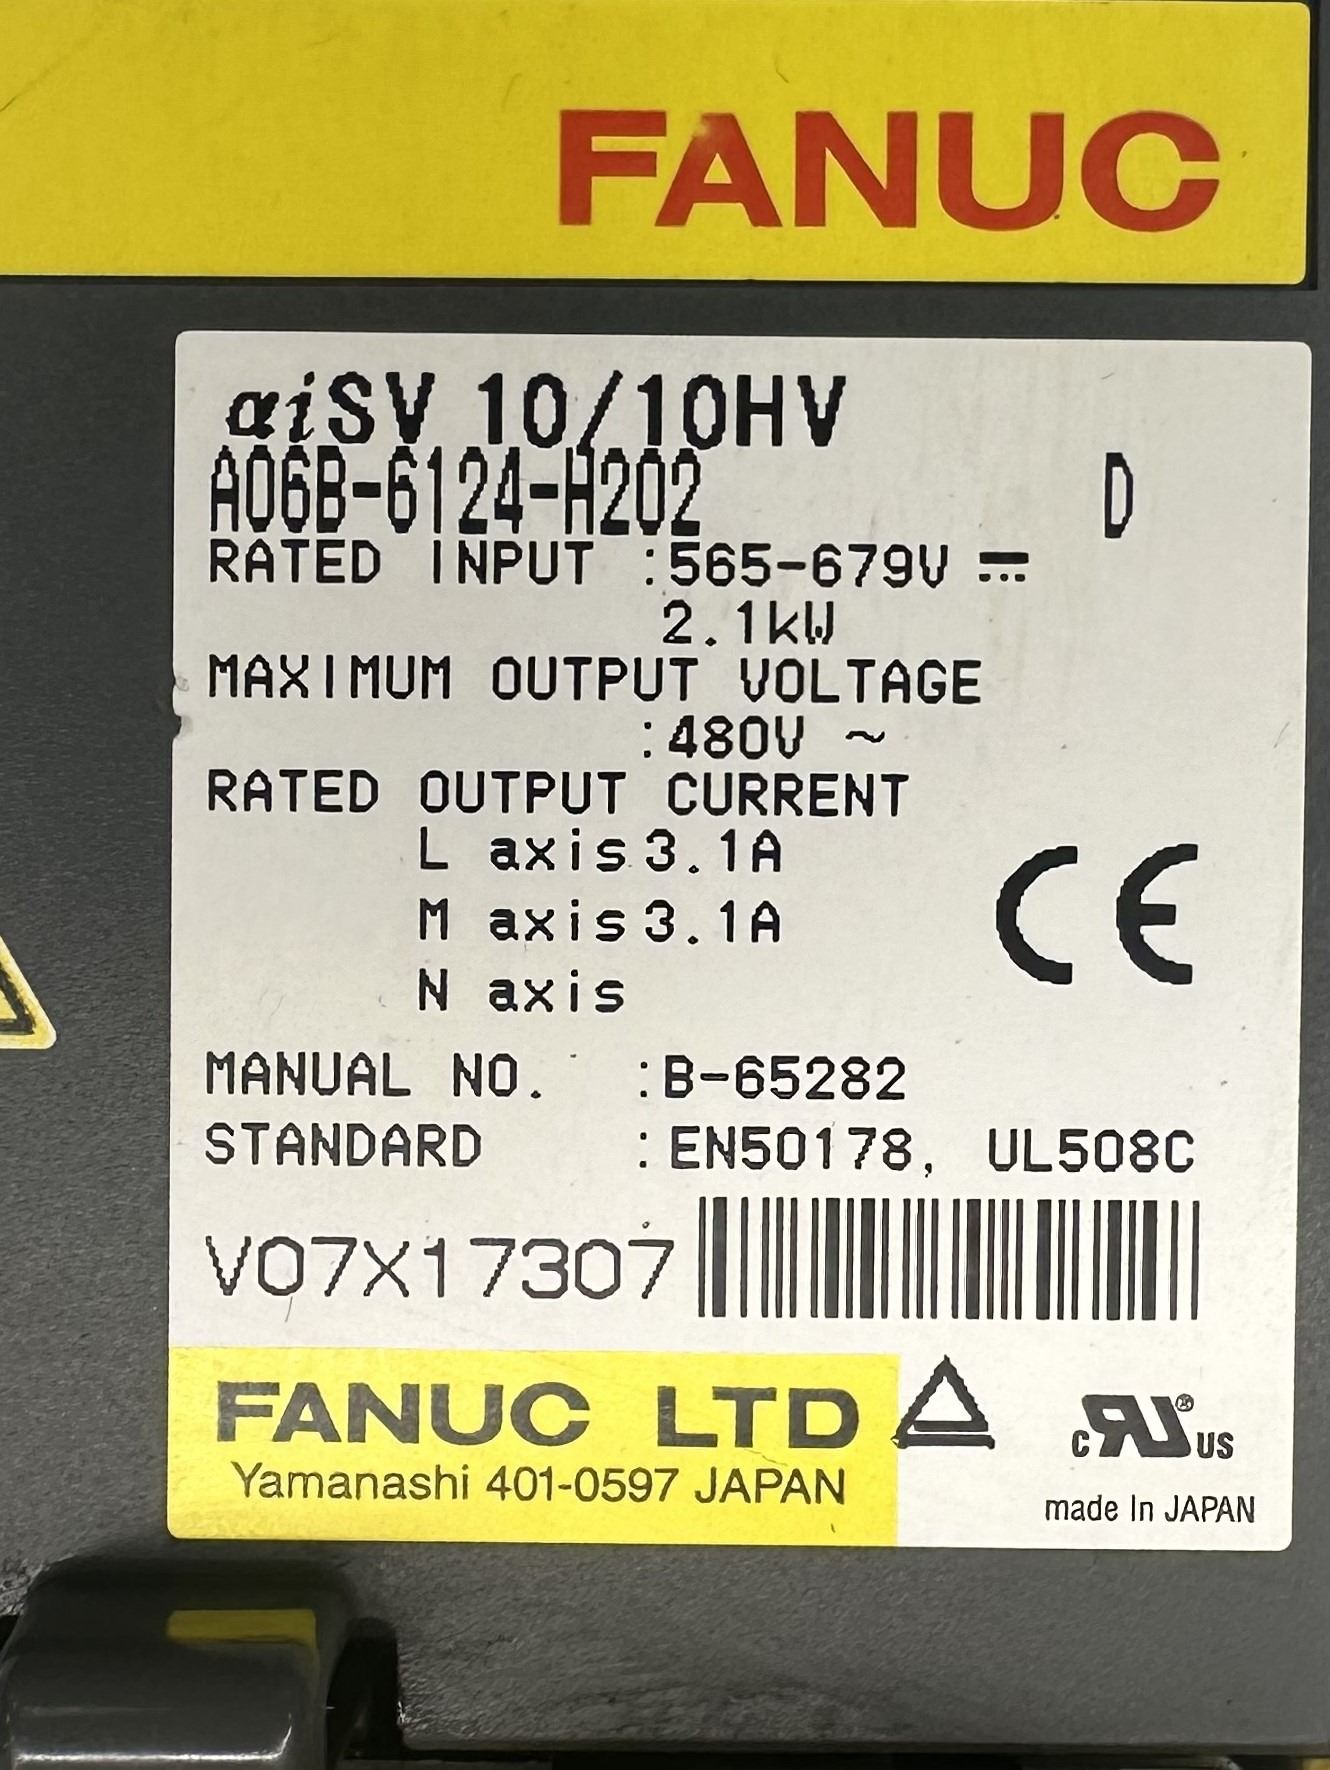 FANUC
αiSV 10/10HV
A06B-6124-H202 D
RATED INPUT :565-679V ⎓
2.1kW
MAXIMUM OUTPUT VOLTAGE
:480V ~
RATED OUTPUT CURRENT
L axis 3.1A
M axis 3.1A
N axis
CE
MANUAL NO. :B-65282
STANDARD :EN50178, UL508C
V07X17307
FANUC LTD
Yamanashi 401-0597 JAPAN
c RU ® US
made In JAPAN